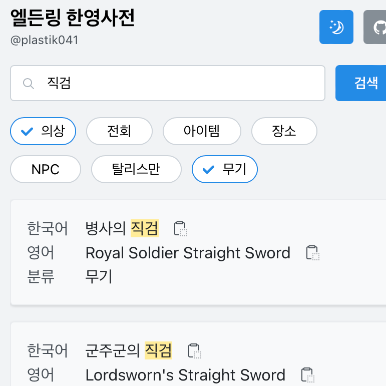 엘든링 한영사전
@plastik041
직검
검색
의상 전회 아이템 장소
NPC 탈리스만 무기
한국어 병사의 직검
영어 Royal Soldier Straight Sword
분류 무기
한국어 군주군의 직검
영어 Lordsworn's Straight Sword